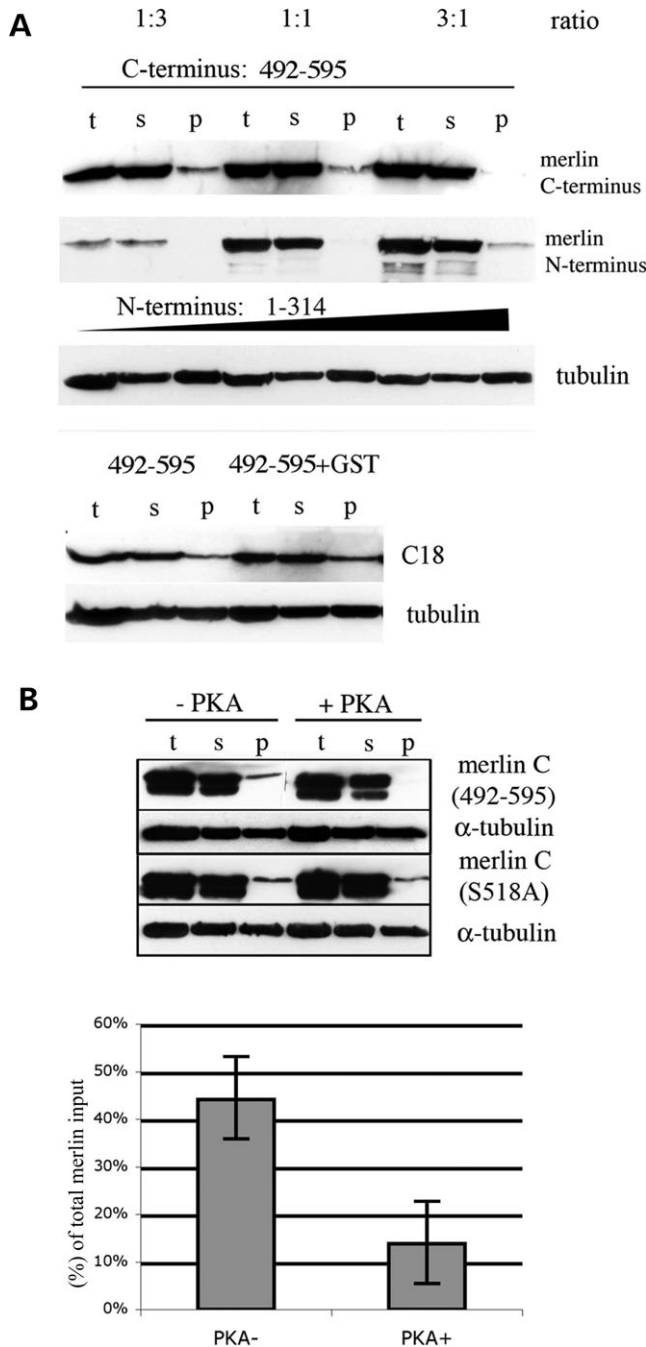 A
1:3 1:1 3:1 ratio
C-terminus: 492-595
t s p t s p t s p
merlin
C-terminus
merlin
N-terminus
N-terminus: 1-314
tubulin
492-595 492-595+GST
t s p t s p
C18
tubulin
B
- PKA + PKA
t s p t s p
merlin C
(492-595)
α-tubulin
merlin C
(S518A)
α-tubulin
(%) of total merlin input
60%
50%
40%
30%
20%
10%
0%
PKA- PKA+